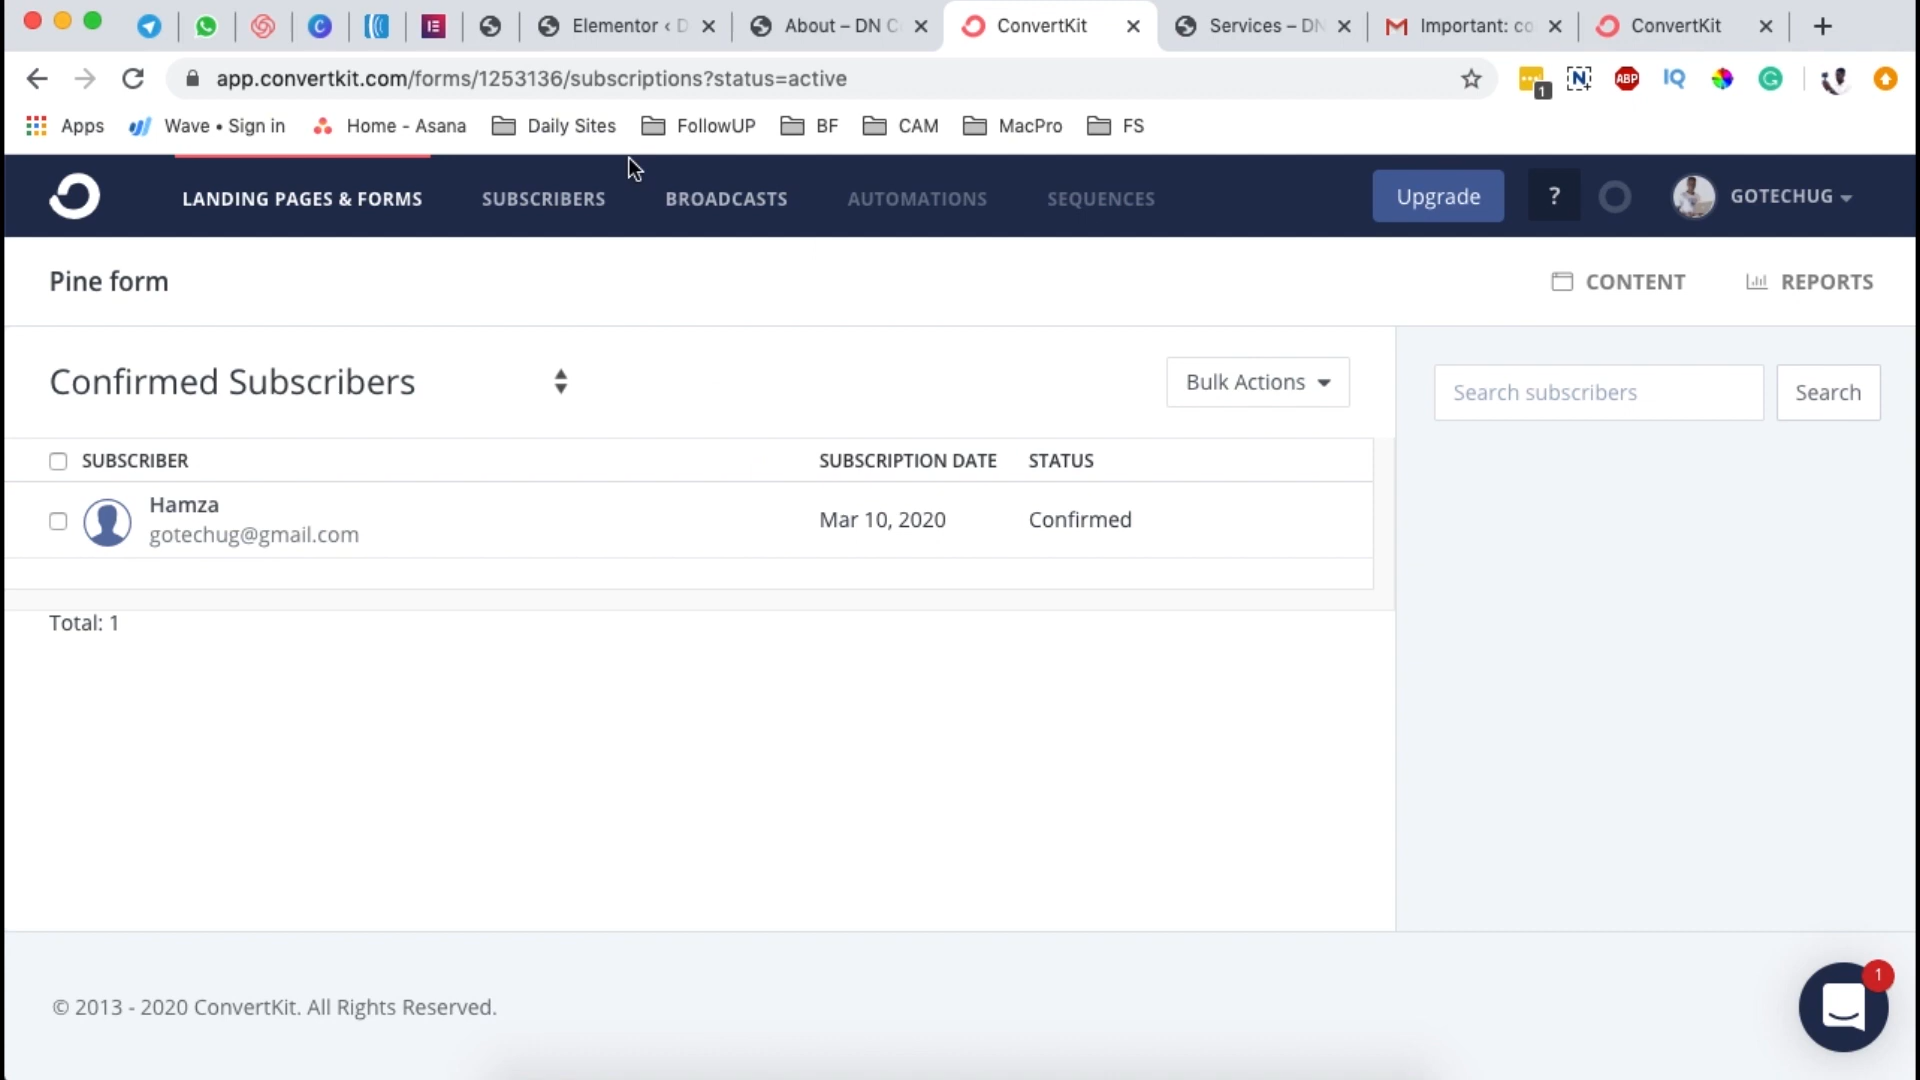 Elementor ‹ D
About – DN C
ConvertKit
Services – DN
Important: co
ConvertKit
app.convertkit.com/forms/1253136/subscriptions?status=active
1
ABP
IQ
Apps
Wave • Sign in
Home - Asana
Daily Sites
FollowUP
BF
CAM
MacPro
FS
LANDING PAGES & FORMS
SUBSCRIBERS
BROADCASTS
AUTOMATIONS
SEQUENCES
Upgrade
?
GOTECHUG
Pine form
CONTENT
REPORTS
Confirmed Subscribers
Bulk Actions
Search subscribers
Search
SUBSCRIBER
SUBSCRIPTION DATE
STATUS
Hamza
gotechug@gmail.com
Mar 10, 2020
Confirmed
Total: 1
1
© 2013 - 2020 ConvertKit. All Rights Reserved.